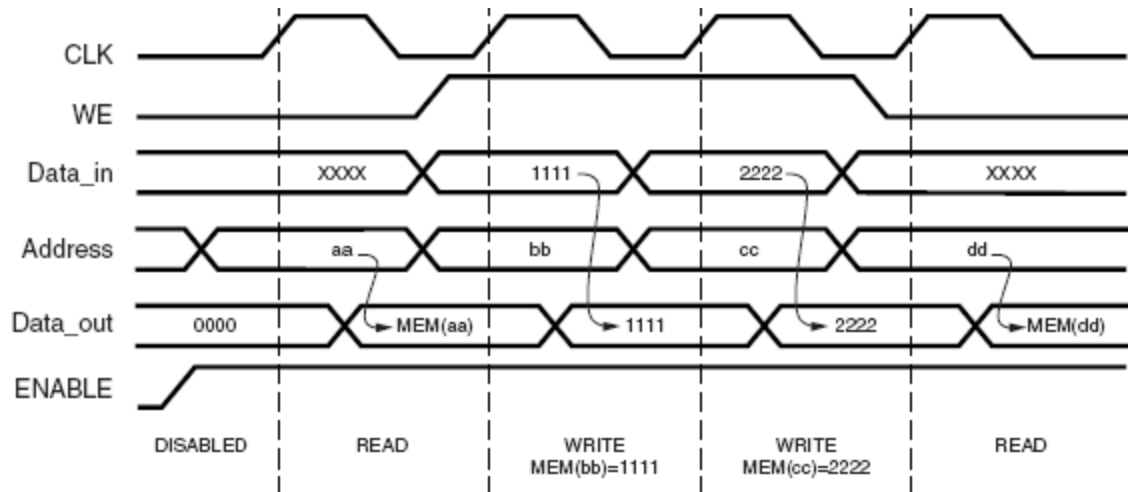 CLK
WE
Data_in XXXX 1111 2222 XXXX
Address aa bb cc dd
Data_out 0000 MEM(aa) 1111 2222 MEM(dd)
ENABLE
DISABLED READ WRITE WRITE READ
MEM(bb)=1111 MEM(cc)=2222